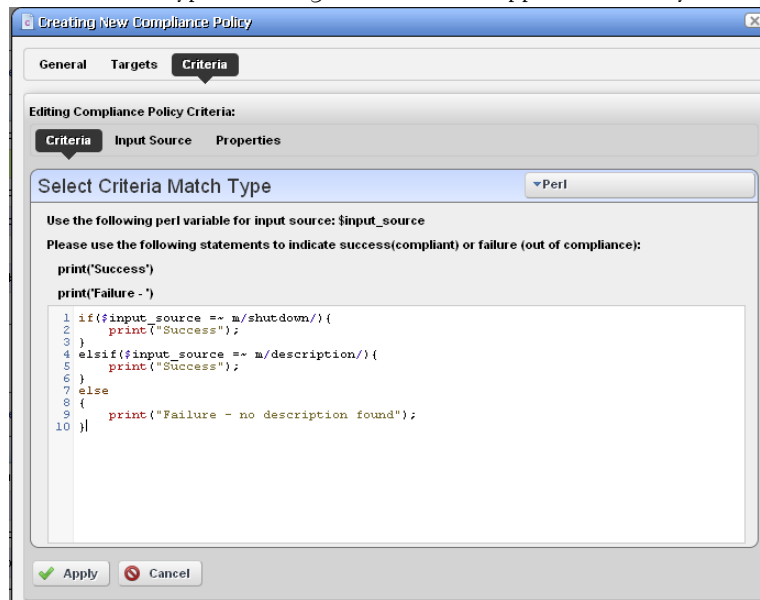 Creating New Compliance Policy
General Targets Criteria
Editing Compliance Policy Criteria:
Criteria Input Source Properties
Select Criteria Match Type Perl
Use the following perl variable for input source: $input_source
Please use the following statements to indicate success(compliant) or failure (out of compliance):
print('Success')
print('Failure - ')
1 if($input_source =~ m/shutdown/){
2 print("Success");
3 }
4 elsif($input_source =~ m/description/){
5 print("Success");
6 }
7 else
8 {
9 print("Failure - no description found");
10 }
Apply Cancel